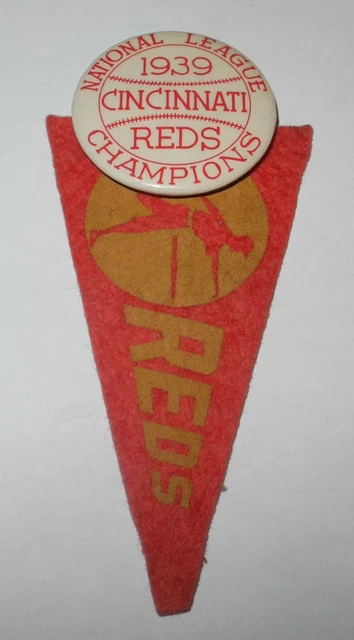 NATIONAL LEAGUE
1939
CINCINNATI
REDS
CHAMPIONS
REDS